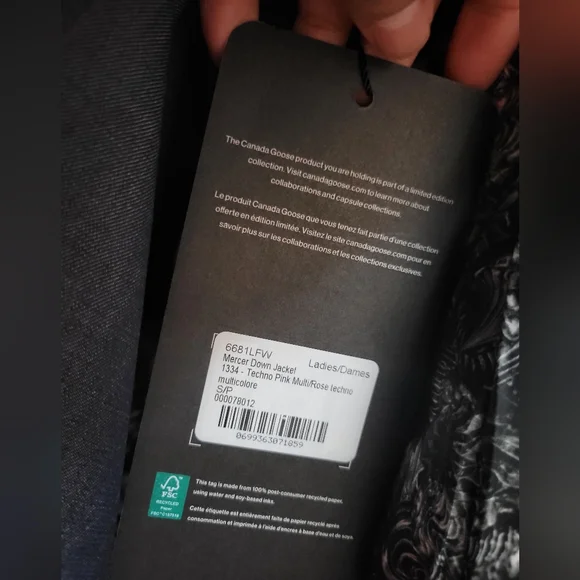 The Canada Goose product you are holding is part of a limited edition
collection. Visit canadagoose.com to learn more about
collaborations and capsule collections.
Le produit Canada Goose que vous tenez fait partie d'une collection
offerte en édition limitée. Visitez le site canadagoose.com pour en
savoir plus sur les collaborations et les collections exclusives.
6681LFW Ladies/Dames
Mercer Down Jacket
1334 - Techno Pink Multi/Rose techno
multicolore
S/P
000078012
0699363071859
FSC
RECYCLED
Paper
This tag is made from 100% post-consumer recycled paper,
using water and soy-based inks.
Cette étiquette est entièrement faite de papier recyclé après
consommation et imprimée à l'aide d'encres à base d'eau et de soja